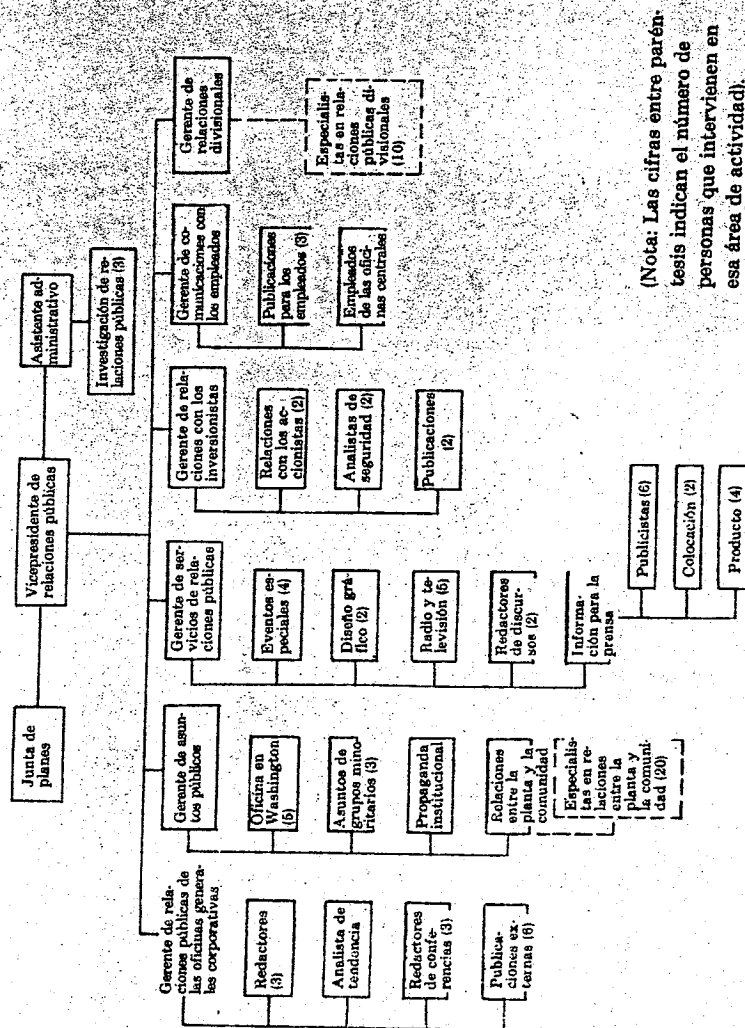 Junta de
planes
Vicepresidente de
relaciones públicas
Asistente ad-
ministrativo
Investigación de re-
laciones públicas (3)
Gerente de rela-
ciones públicas de
las oficinas genera-
les corporativas
Redactores
(3)
Analista de
tendencia
Redactores
de confe-
rencias (3)
Publica-
ciones ex-
ternas (6)
Gerente de asun-
tos públicos
Oficina en
Washington
(5)
Asuntos de
grupos mino-
ritarios (3)
Propaganda
institucional
Relaciones
entre la
planta y la
comunidad
Especialis-
tas en re-
laciones
entre la
planta y
la comuni-
dad (20)
Gerente de ser-
vicios de rela-
ciones públicas
Eventos es-
peciales (4)
Diseño grá-
fico (2)
Radio y te-
levisión (5)
Redactores
de discur-
sos (2)
Informa-
ción para la
prensa
Publicistas (6)
Colocación (2)
Producto (4)
Gerente de rela-
ciones con los
inversionistas
Relaciones
con los ac-
cionistas (2)
Analistas de
seguridad (2)
Publicaciones
(2)
Gerente de co-
municaciones con
los empleados
Publicaciones
para los
empleados (3)
Empleados
de las ofici-
nas centrales
Gerente de
relaciones
divisionales
Especialis-
tas en rela-
ciones
públicas di-
visionales
(10)
(Nota: Las cifras entre parén-
tesis indican el número de
personas que intervienen en
esa área de actividad).